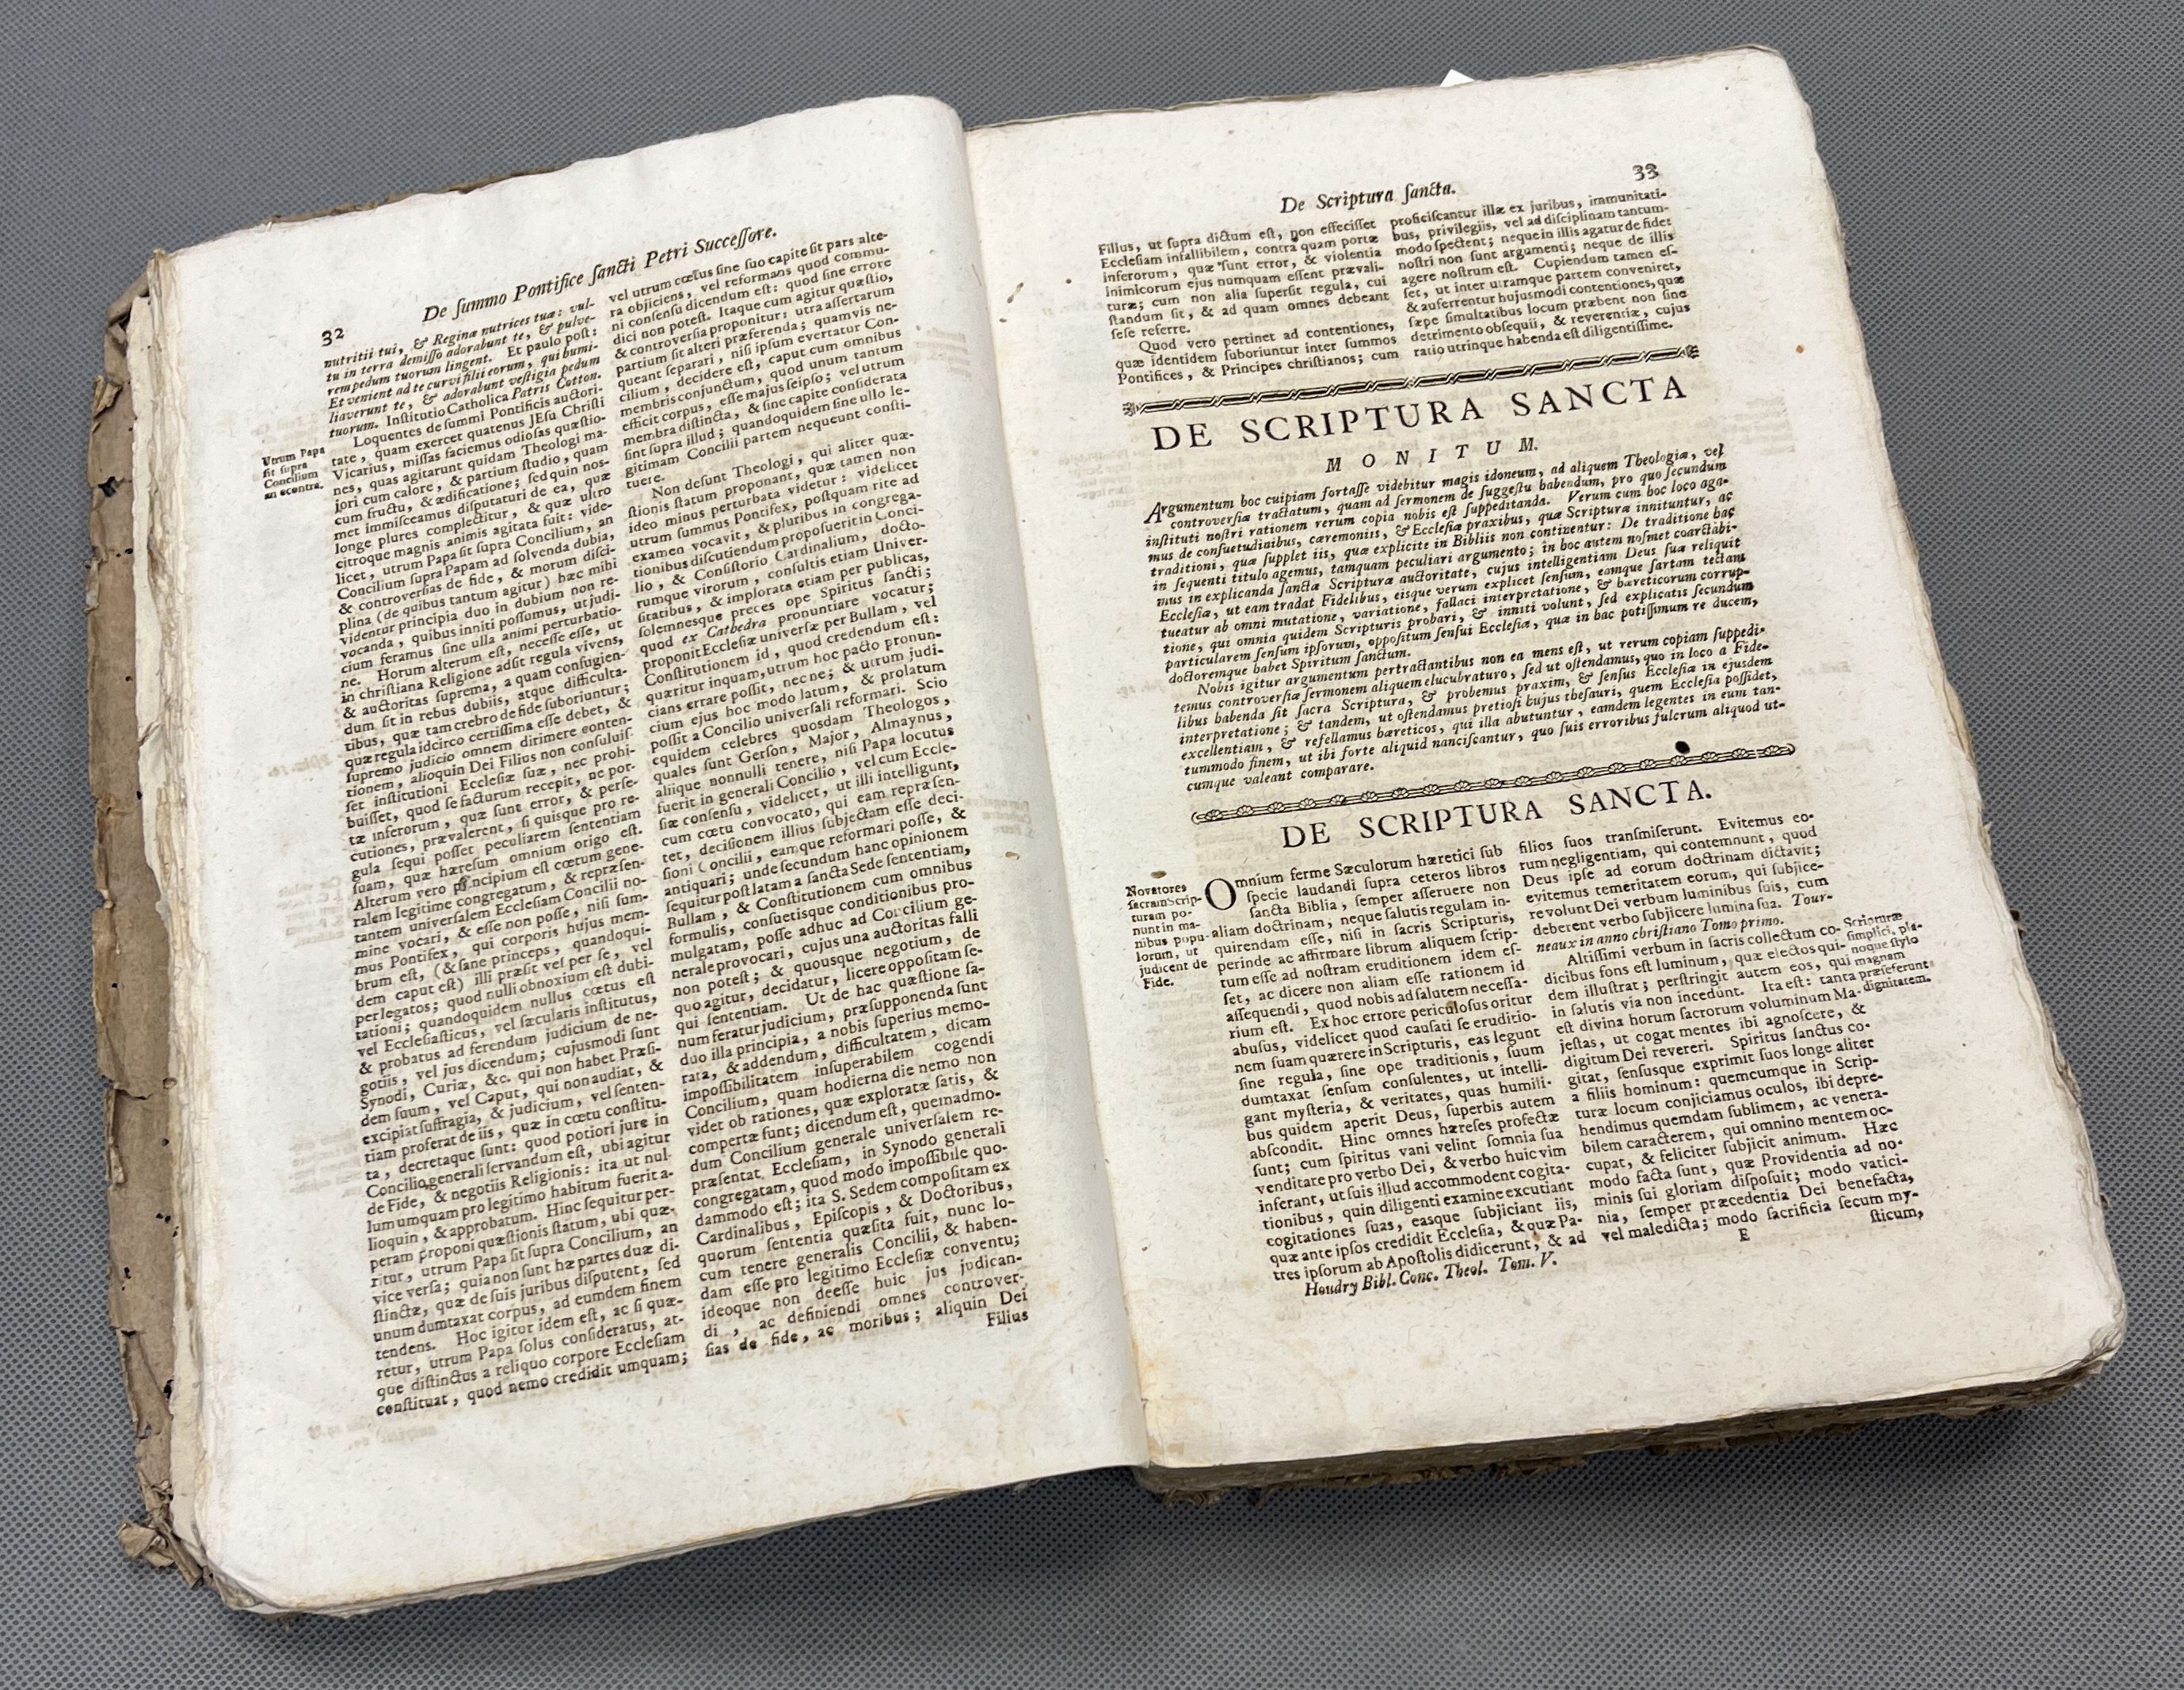 32
De ſummo Pontifice ſancti Petri Succeſſore.
nutritii tui, & Reginæ nutrices tuæ: vul-
tu in terra demiſſo adorabunt te, & pulve-
rem pedum tuorum lingent. Et paulo poſt:
Et venient ad te curvi filii eorum, qui humi-
liaverunt te, & adorabunt veſtigia pedum
tuorum. Inſtitutio Catholica Patris Cotton.
Loquentes de ſummi Pontificis auctori-
tate, quam exercet quatenus JEſu Chriſti
Vicarius, miſſas faciemus odioſas quæſtio-
nes, quas agitarunt quidam Theologi ma-
jori cum calore, & partium ſtudio, quam
cum fructu, & ædificatione; ſed quin noſ-
met immiſceamus diſputaturi de ea, quæ
longe plures complectitur, & quæ ultro
citroque magnis animis agitata fuit: vide-
licet, utrum Papa ſit ſupra Concilium, an
Concilium ſupra Papam ad ſolvenda dubia,
& controverſias de fide, & morum diſci-
plina (de quibus tantum agitur) hæc mihi
videntur principia duo in dubium non re-
vocanda, quibus inniti poſſumus, ut judi-
cium feramus ſine ulla animi perturbatio-
ne. Horum alterum eſt, neceſſe eſſe, ut
in chriſtiana Religione adſit regula vivens,
& auctoritas ſuprema, a quam confugien-
dum ſit in rebus dubiis, atque difficulta-
tibus, quæ tam crebro de fide ſuboriuntur;
quæ regula idcirco certiſſima eſſe debet, &
ſupremo judicio omnem dirimere conten-
tionem, alioquin Dei Filius non conſuluiſ-
ſet inſtitutioni Eccleſiæ ſuæ, nec prohi-
buiſſet, quod ſe facturum recepit, ne por-
tæ inferorum, quæ ſunt error, & perſe-
cutiones, prævalerent, ſi quisque pro re-
gula ſequi poſſet peculiarem ſententiam
ſuam, quæ hæreſum omnium origo eſt.
Alterum vero principium eſt cœtum gene-
ralem legitime congregatum, & repræſen-
tantem univerſalem Eccleſiam Concilii no-
mine vocari, & eſſe non poſſe, niſi ſum-
mus Pontifex, qui corporis hujus mem-
brum eſt, (& ſane princeps, quandoqui-
dem caput eſt) illi præſit vel per ſe, vel
per legatos; quod nulli obnoxium eſt dubi-
tationi; quandoquidem nullus cœtus eſt
vel Eccleſiaſticus, vel ſæcularis inſtitutus,
& probatus ad ferendum judicium de ne-
gotiis, vel jus dicendum; cujusmodi ſunt
Synodi, Curiæ, &c. qui non habet Præſi-
dem ſuum, vel Caput, qui non audiat, &
excipiat ſuffragia, & judicium, vel ſenten-
tiam proferat de iis, quæ in cœtu conſtitu-
ta, decretaque ſunt: quod potiori jure in
Concilio generali ſervandum eſt, ubi agitur
de Fide, & negotiis Religionis: ita ut nul-
lum umquam pro legitimo habitum fuerit a-
lioquin, & approbatum. Hinc ſequitur per-
peram proponi quæſtionis ſtatum, ubi quæ-
ritur, utrum Papa ſit ſupra Concilium, an
vice verſa; quia non ſunt hæ partes duæ di-
ſtinctæ, quæ de ſuis juribus diſputent, ſed
unum dumtaxat corpus, ad eumdem finem
tendens. Hoc igitur idem eſt, ac ſi quæ-
retur, utrum Papa ſolus conſideratus, at-
que diſtinctus a reliquo corpore Eccleſiam
conſtituat, quod nemo credidit umquam;
Utrum Papa
ſit ſupra
Concilium
an econtra.
vel utrum cœtus ſine ſuo capite ſit pars alte-
ra objiciens, vel reformans quod commu-
ni conſenſu dicendum eſt: quod ſine errore
dici non poteſt. Itaque cum agitur quæſtio,
& controverſia proponitur: utra aſſertarum
partium ſit alteri præferenda; quamvis ne-
queant ſeparari, niſi ipſum evertatur Con-
cilium, decidere eſt, caput cum omnibus
membris conjunctum, quod unum tantum
efficit corpus, eſſe majus ſeipſo; vel utrum
membra diſtincta, & ſine capite conſiderata
ſint ſupra illud; quandoquidem ſine ullo le-
gitimam Concilii partem nequeunt conſti-
tuere.
Non deſunt Theologi, qui aliter quæ-
ſtionis ſtatum proponant, quæ tamen non
ideo minus perturbata videtur: videlicet
utrum ſummus Pontifex, poſtquam rite ad
examen vocavit, & pluribus in congrega-
tionibus diſcutiendum propoſuerit in Conci-
lio, & Conſiſtorio Cardinalium, docto-
rumque virorum, conſultis etiam Univer-
ſitatibus, & implorata etiam per publicas,
ſolemnesque preces ope Spiritus ſancti;
quod ex Cathedra pronuntiare vocatur;
proponit Eccleſiæ univerſæ per Bullam, vel
Conſtitutionem id, quod credendum eſt:
quæritur inquam, utrum hoc pacto pronun-
cians errare poſſit, nec ne; & utrum judi-
cium ejus hoc modo latum, & prolatum
poſſit a Concilio univerſali reformari. Scio
equidem celebres quosdam Theologos,
quales ſunt Gerſon, Major, Almaynus,
aliique nonnulli tenere, niſi Papa locutus
fuerit in generali Concilio, vel cum Eccle-
ſiæ conſenſu, videlicet, ut illi intelligunt,
cum cœtu convocato, qui eam repræſen-
tet, deciſionem illius ſubjectam eſſe deci-
ſioni Concilii, eamque reformari poſſe, &
antiquari; unde ſecundum hanc opinionem
ſequitur poſt latam a ſancta Sede ſententiam,
Bullam, & Conſtitutionem cum omnibus
formulis, conſuetisque conditionibus pro-
mulgatam, poſſe adhuc ad Concilium ge-
nerale provocari, cujus una auctoritas falli
non poteſt; & quousque negotium, de
quo agitur, decidatur, licere oppoſitam ſe-
qui ſententiam. Ut de hac quæſtione ſa-
num feratur judicium, præſupponenda ſunt
duo illa principia, a nobis ſuperius memo-
rata, & addendum, difficultatem, dicam
impoſſibilitatem inſuperabilem cogendi
Concilium, quam hodierna die nemo non
videt ob rationes, quæ exploratæ ſatis, &
compertæ ſunt; dicendum eſt, quemadmo-
dum Concilium generale univerſalem re-
præſentat Eccleſiam, in Synodo generali
congregatam, quod modo impoſſibile quo-
dammodo eſt; ita S. Sedem compoſitam ex
Cardinalibus, Epiſcopis, & Doctoribus,
quorum ſententia quæſita fuit, nunc lo-
cum tenere generalis Concilii, & haben-
dam eſſe pro legitimo Eccleſiæ conventu;
ideoque non deeſſe huic jus judican-
di, ac definiendi omnes controver-
ſias de fide, ac moribus; aliquin Dei
Filius
De Scriptura ſancta.
33
Filius, ut ſupra dictum eſt, non effeciſſet
Eccleſiam infallibilem, contra quam portæ
inferorum, quæ ſunt error, & violentia
inimicorum ejus numquam eſſent prævali-
turæ; cum non alia ſuperſit regula, cui
ſtandum ſit, & ad quam omnes debeant
ſeſe referre.
Quod vero pertinet ad contentiones,
quæ identidem ſuboriuntur inter ſummos
Pontifices, & Principes chriſtianos; cum
proficiſcantur illæ ex juribus, immunitati-
bus, privilegiis, vel ad diſciplinam tantum-
modo ſpectent; neque in illis agatur de fidei
noſtri non ſunt argumenti; neque de illis
agere noſtrum eſt. Cupiendum tamen eſ-
ſet, ut inter utramque partem conveniret,
& auferrentur hujusmodi contentiones, quæ
ſæpe ſimultatibus locum præbent non ſine
detrimento obſequii, & reverentiæ, cujus
ratio utrinque habenda eſt diligentiſſime.
DE SCRIPTURA SANCTA
MONITUM.
Argumentum hoc cuipiam fortaſſe videbitur magis idoneum, ad aliquem Theologiæ, vel
controverſiæ tractatum, quam ad ſermonem de ſuggeſtu habendum, pro quo ſecundum
inſtituti noſtri rationem rerum copia nobis eſt ſuppeditanda. Verum cum hoc loco aga-
mus de conſuetudinibus, cæremoniis, & Eccleſiæ praxibus, quæ Scripturæ innituntur, ac
traditioni, quæ ſupplet iis, quæ explicite in Bibliis non continentur: De traditione hac
in ſequenti titulo agemus, tamquam peculiari argumento; in hoc autem noſmet coarctabi-
mus in explicanda ſanctæ Scripturæ auctoritate, cujus intelligentiam Deus ſuæ reliquit
Eccleſiæ, ut eam tradat Fidelibus, eisque verum explicet ſenſum, eamque ſartam tectam
tueatur ab omni mutatione, variatione, fallaci interpretatione, & hæreticorum corrup-
tione, qui omnia quidem Scripturis probari, & inniti volunt, ſed explicatis ſecundum
particularem ſenſum ipſorum, oppoſitum ſenſui Eccleſiæ, quæ in hac potiſſimum re ducem,
doctoremque habet Spiritum ſanctum.
Nobis igitur argumentum pertractantibus non ea mens eſt, ut rerum copiam ſuppedi-
temus controverſiæ ſermonem aliquem elucubraturo, ſed ut oſtendamus, quo in loco a Fide-
libus habenda ſit ſacra Scriptura, & probemus praxim, & ſenſus Eccleſiæ in ejusdem
interpretatione; & tandem, ut oſtendamus pretioſi hujus theſauri, quem Eccleſia poſſidet,
excellentiam, & refellamus hæreticos, qui illa abutuntur, eamdem legentes in eum tan-
tummodo finem, ut ibi forte aliquid nanciſcantur, quo ſuis erroribus fulcrum aliquod ut-
cumque valeant comparare.
DE SCRIPTURA SANCTA.
Novatores
ſacram Scrip-
turam po-
nunt in ma-
nibus popu-
lorum, ut
judicent de
Fide.
Omnium ferme Sæculorum hæretici ſub
ſpecie laudandi ſupra ceteros libros
ſancta Biblia, ſemper aſſeruere non
aliam doctrinam, neque ſalutis regulam in-
quirendam eſſe, niſi in ſacris Scripturis,
perinde ac affirmare librum aliquem ſcrip-
tum eſſe ad noſtram eruditionem idem eſ-
ſet, ac dicere non aliam eſſe rationem id
aſſequendi, quod nobis ad ſalutem neceſſa-
rium eſt. Ex hoc errore periculoſus oritur
abuſus, videlicet quod cauſati ſe eruditio-
nem ſuam quærere in Scripturis, eas legunt
ſine regula, ſine ope traditionis, ſuum
dumtaxat ſenſum conſulentes, ut intelli-
gant myſteria, & veritates, quas humili-
bus quidem aperit Deus, ſuperbis autem
abſcondit. Hinc omnes hæreſes profectæ
ſunt; cum ſpiritus vani velint ſomnia ſua
venditare pro verbo Dei, & verbo huic vim
inferant, ut ſuis illud accommodent cogita-
tionibus, quin diligenti examine excutiant
cogitationes ſuas, easque ſubjiciant iis,
quæ ante ipſos credidit Eccleſia, & quæ Pa-
tres ipſorum ab Apoſtolis didicerunt, & ad
Houdry Bibl. Conc. Theol. Tom. V.
filios ſuos tranſmiſerunt. Evitemus eo-
rum negligentiam, qui contemnunt, quod
Deus ipſe ad eorum doctrinam dictavit;
evitemus temeritatem eorum, qui ſubjice-
re volunt Dei verbum luminibus ſuis, cum
deberent verbo ſubjicere lumina ſua. Tour-
neaux in anno chriſtiano Tomo primo.
Altiſſimi verbum in ſacris collectum co-
dicibus fons eſt luminum, quæ electos qui-
dem illuſtrat; perſtringit autem eos, qui
in ſalutis via non incedunt. Ita eſt: tanta
eſt divina horum ſacrorum voluminum Ma-
jeſtas, ut cogat mentes ibi agnoſcere, &
digitum Dei revereri. Spiritus ſanctus co-
gitat, ſenſusque exprimit ſuos longe aliter
a filiis hominum: quemcumque in Scrip-
turæ locum conjiciamus oculos, ibi depre-
hendimus quemdam ſublimem, ac venera-
bilem caracterem, qui omnino mentem oc-
cupat, & feliciter ſubjicit animum. Hæc
modo facta ſunt, quæ Providentia ad no-
minis ſui gloriam diſpoſuit; modo vatici-
nia, ſemper præcedentia Dei benefacta,
vel maledicta; modo ſacrificia ſecum my-
ſticum,
E
Scripturæ
ſimplici, pla-
noque ſtylo
magnam
præſeferunt
dignitatem.